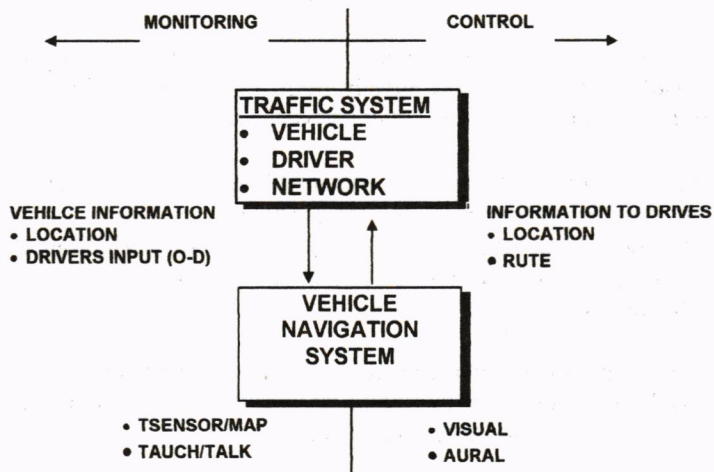 MONITORING
CONTROL
TRAFFIC SYSTEM
• VEHICLE
• DRIVER
• NETWORK
VEHILCE INFORMATION
• LOCATION
• DRIVERS INPUT (O-D)
INFORMATION TO DRIVES
• LOCATION
• RUTE
VEHICLE
NAVIGATION
SYSTEM
• TSENSOR/MAP
• TAUCH/TALK
• VISUAL
• AURAL